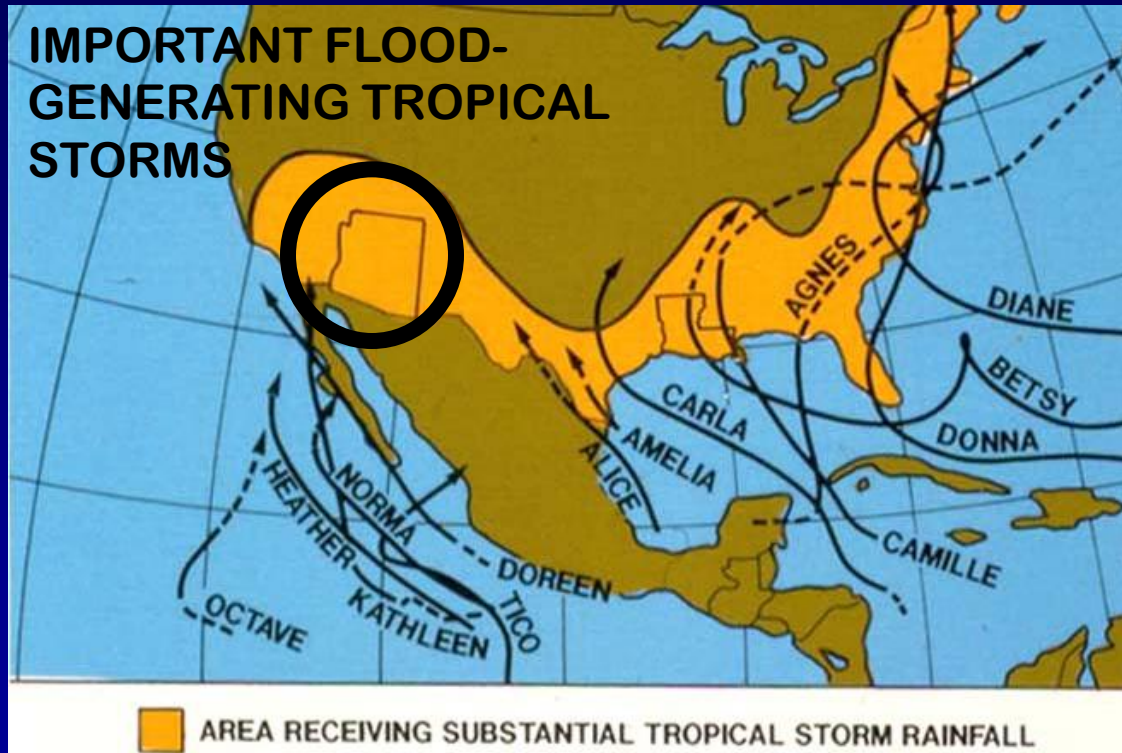 IMPORTANT FLOOD-
GENERATING TROPICAL
STORMS
AGNES
DIANE
BETSY
DONNA
CARLA
AMELIA
ALICE
CAMILLE
NORMA
HEATHER
DOREEN
KATHLEEN
TICO
OCTAVE
AREA RECEIVING SUBSTANTIAL TROPICAL STORM RAINFALL